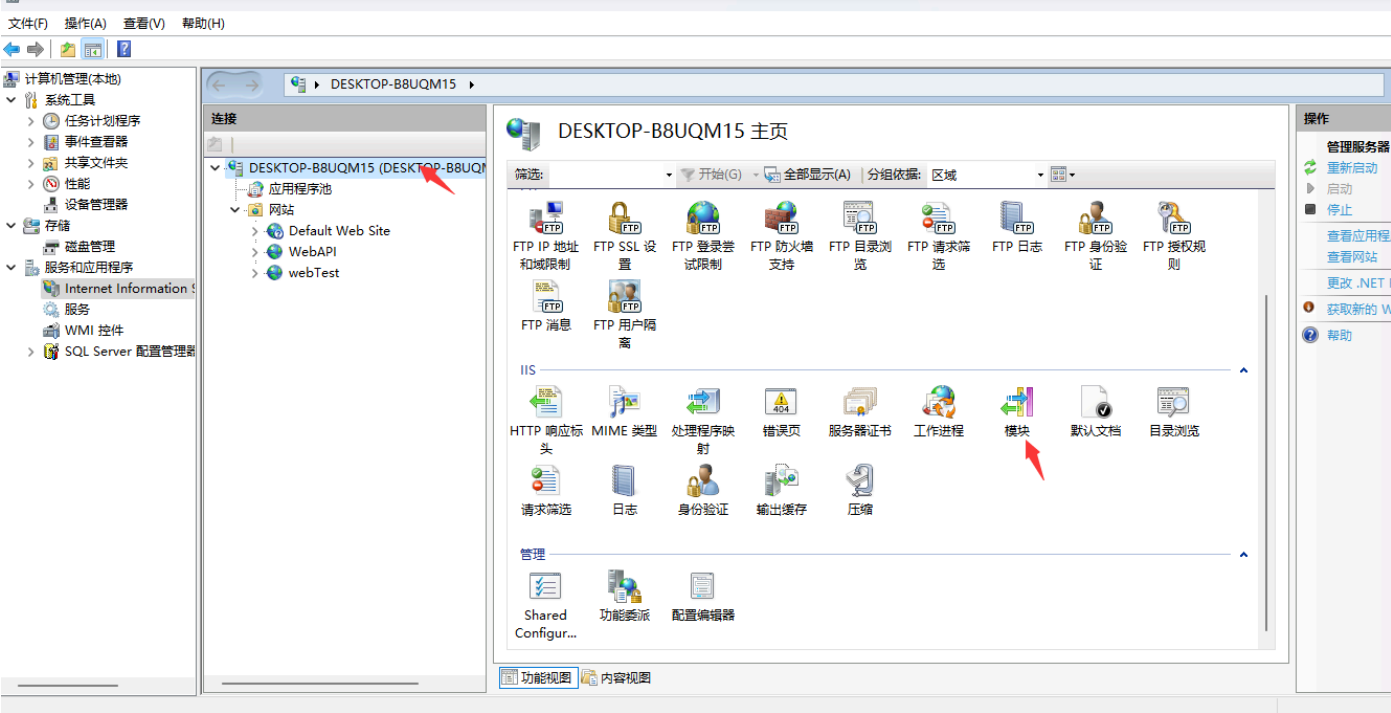 文件(F) 操作(A) 查看(V) 帮助(H)
计算机管理(本地)
系统工具
任务计划程序
事件查看器
共享文件夹
性能
设备管理器
存储
磁盘管理
服务和应用程序
Internet Information S
服务
WMI 控件
SQL Server 配置管理器
DESKTOP-B8UQM15
连接
DESKTOP-B8UQM15 (DESKTOP-B8UQM
应用程序池
网站
Default Web Site
WebAPI
webTest
DESKTOP-B8UQM15 主页
筛选: 开始(G) 全部显示(A) 分组依据: 区域
FTP IP 地址和域限制
FTP SSL 设置
FTP 登录尝试限制
FTP 防火墙支持
FTP 目录浏览
FTP 请求筛选
FTP 日志
FTP 身份验证
FTP 授权规则
FTP 消息
FTP 用户隔离
IIS
HTTP 响应标头
MIME 类型
处理程序映射
错误页
服务器证书
工作进程
模块
默认文档
目录浏览
请求筛选
日志
身份验证
输出缓存
压缩
管理
Shared Configur...
功能委派
配置编辑器
功能视图 内容视图
操作
管理服务器
重新启动
启动
停止
查看应用程
查看网站
更改 .NET
获取新的 W
帮助